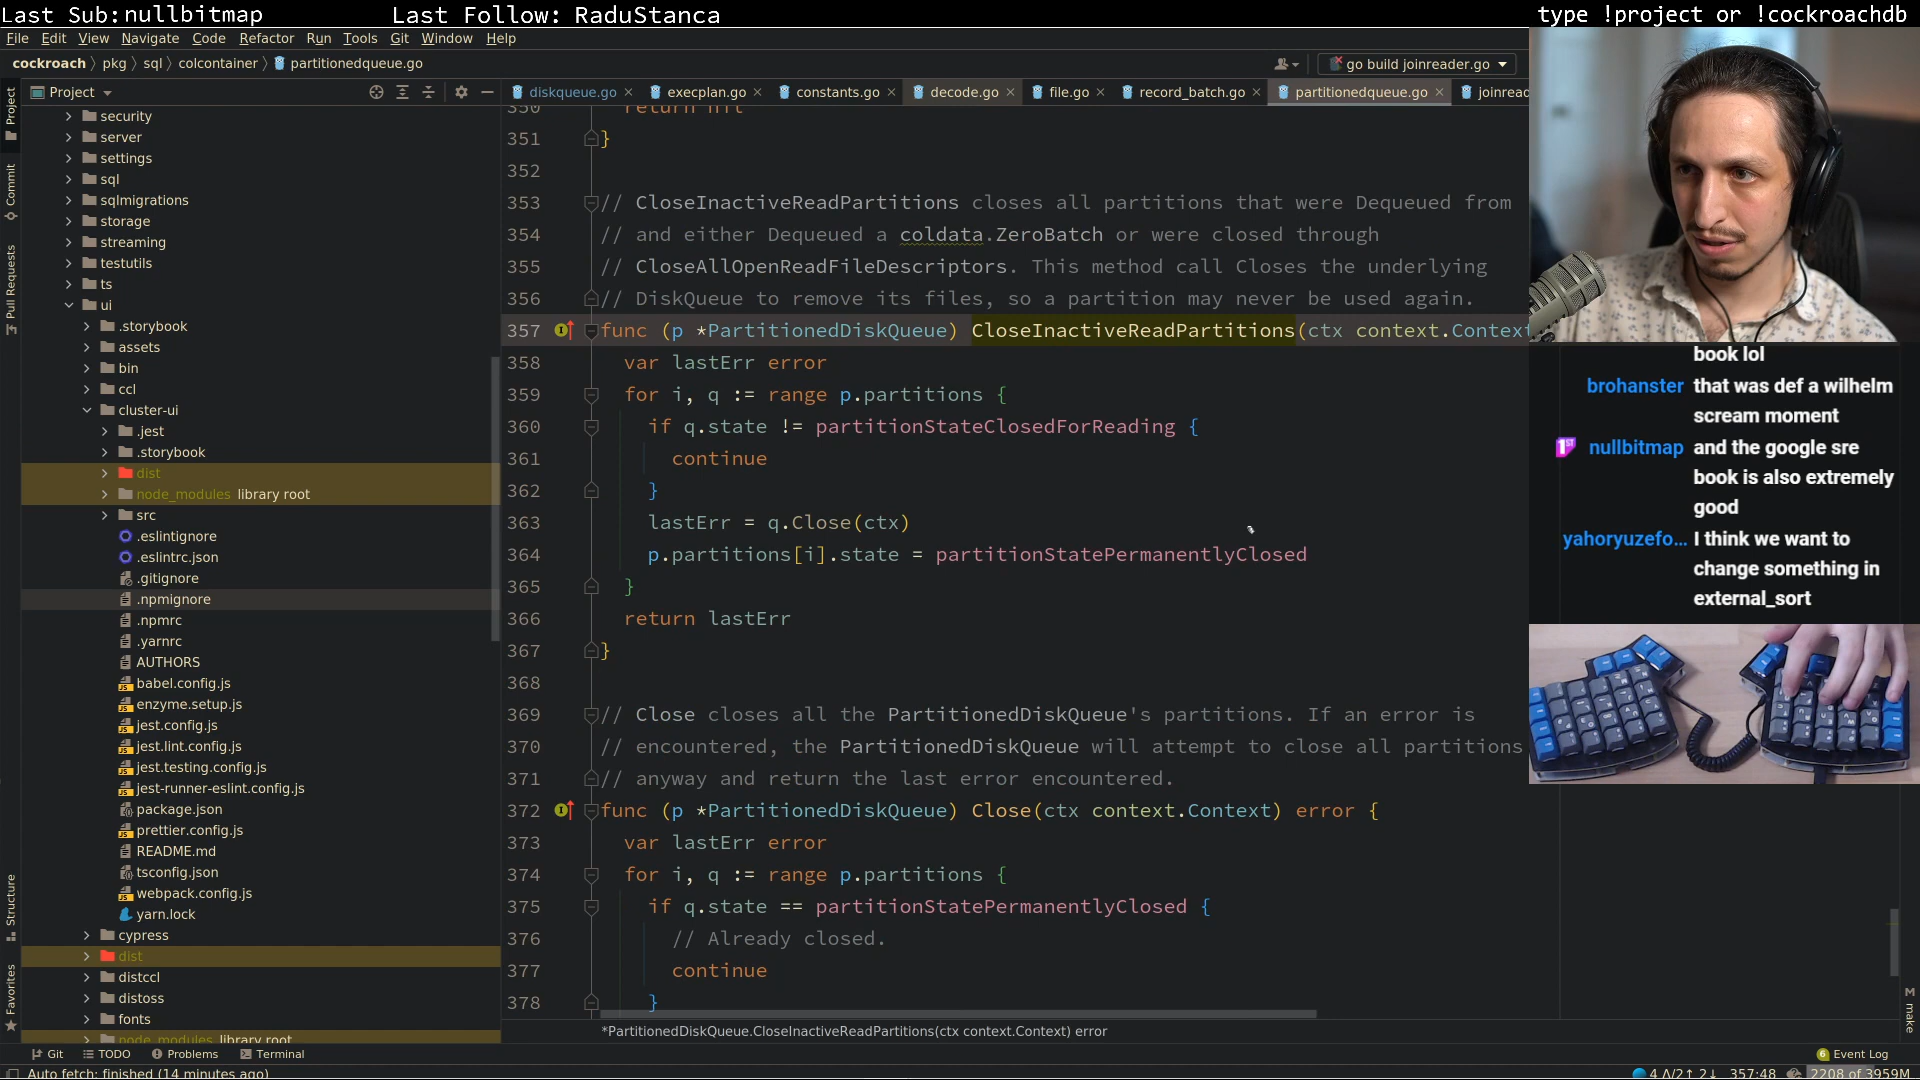 Last Sub:nullbitmap
Last Follow: RaduStanca
type !project or !cockroachdb
File Edit View Navigate Code Refactor Run Tools Git Window Help
cockroach 〉 pkg 〉 sql 〉 colcontainer 〉 partitionedqueue.go
go build joinreader.go
Project
diskqueue.go × execplan.go × constants.go × decode.go × file.go × record_batch.go × partitionedqueue.go × joinread
Project
Commit
Pull Requests
Structure
Favorites
security
server
settings
sql
sqlmigrations
storage
streaming
testutils
ts
ui
.storybook
assets
bin
ccl
cluster-ui
.jest
.storybook
dist
node_modules library root
src
.eslintignore
.eslintrc.json
.gitignore
.npmignore
.npmrc
.yarnrc
AUTHORS
babel.config.js
enzyme.setup.js
jest.config.js
jest.lint.config.js
jest.testing.config.js
jest-runner-eslint.config.js
package.json
prettier.config.js
README.md
tsconfig.json
webpack.config.js
yarn.lock
cypress
dist
distccl
distoss
fonts
node_modules library root
350 return nil
351 }
352
353 // CloseInactiveReadPartitions closes all partitions that were Dequeued from
354 // and either Dequeued a coldata.ZeroBatch or were closed through
355 // CloseAllOpenReadFileDescriptors. This method call Closes the underlying
356 // DiskQueue to remove its files, so a partition may never be used again.
357 func (p *PartitionedDiskQueue) CloseInactiveReadPartitions(ctx context.Context
358 var lastErr error
359 for i, q := range p.partitions {
360 if q.state != partitionStateClosedForReading {
361 continue
362 }
363 lastErr = q.Close(ctx)
364 p.partitions[i].state = partitionStatePermanentlyClosed
365 }
366 return lastErr
367 }
368
369 // Close closes all the PartitionedDiskQueue's partitions. If an error is
370 // encountered, the PartitionedDiskQueue will attempt to close all partitions
371 // anyway and return the last error encountered.
372 func (p *PartitionedDiskQueue) Close(ctx context.Context) error {
373 var lastErr error
374 for i, q := range p.partitions {
375 if q.state == partitionStatePermanentlyClosed {
376 // Already closed.
377 continue
378 }
*PartitionedDiskQueue.CloseInactiveReadPartitions(ctx context.Context) error
book lol
brohanster that was def a wilhelm
scream moment
nullbitmap and the google sre
book is also extremely
good
yahoryuzefo... I think we want to
change something in
external_sort
make
Git TODO Problems Terminal
6 Event Log
Auto fetch: finished (14 minutes ago)
4 Δ/2↑ 2↓ 357:48 2208 of 3959M